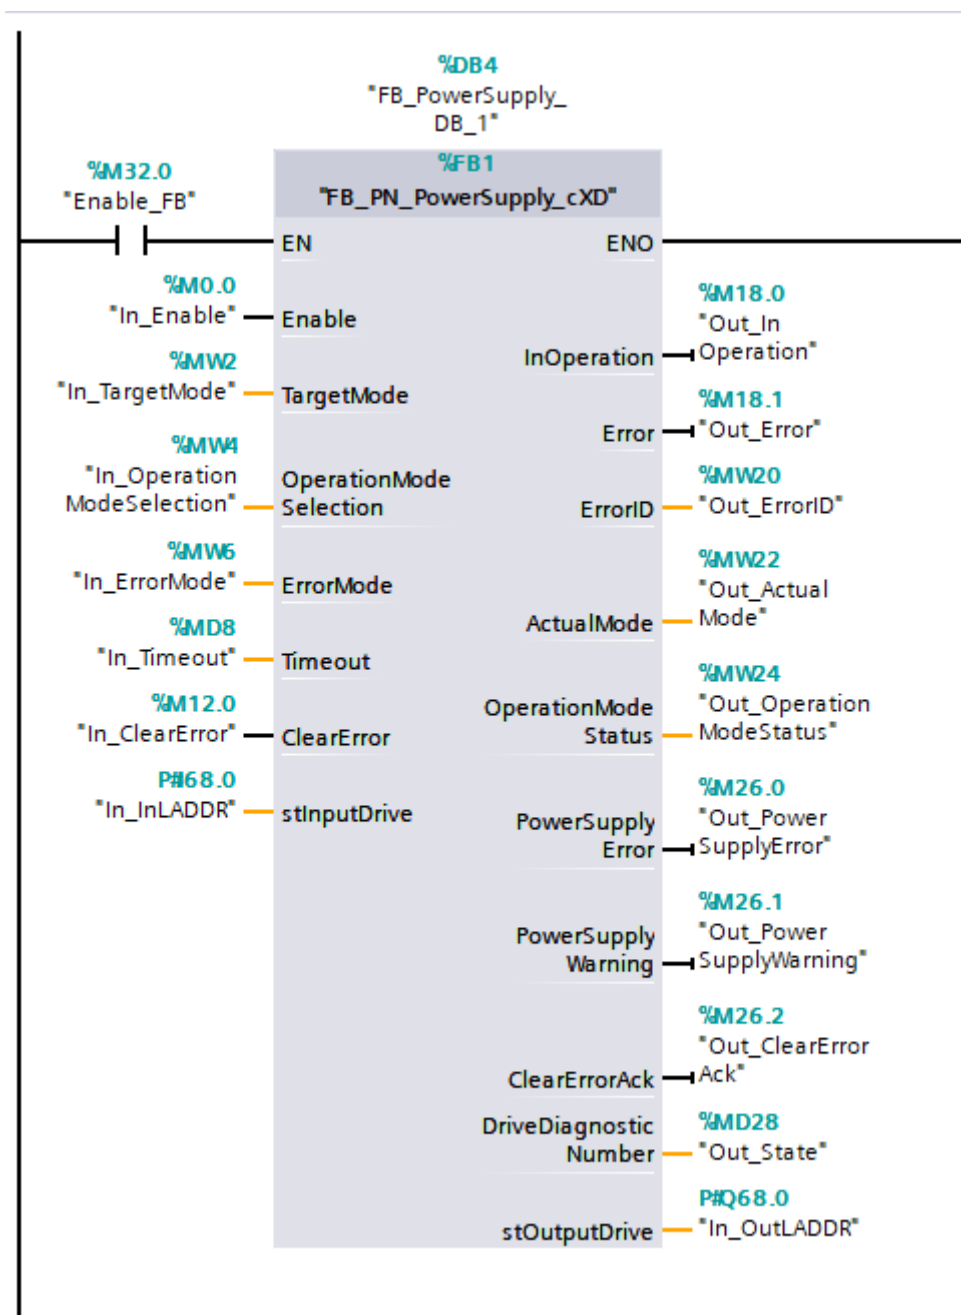 %DB4
"FB_PowerSupply_
DB_1"
%FB1
"FB_PN_PowerSupply_cXD"
%M32.0
"Enable_FB"
EN
ENO
%M0.0
"In_Enable"
Enable
%MW2
"In_TargetMode"
TargetMode
%MW4
"In_Operation
ModeSelection"
OperationMode
Selection
%MW6
"In_ErrorMode"
ErrorMode
%MD8
"In_Timeout"
Timeout
%M12.0
"In_ClearError"
ClearError
P#I68.0
"In_InLADDR"
stInputDrive
InOperation
%M18.0
"Out_In
Operation"
Error
%M18.1
"Out_Error"
ErrorID
%MW20
"Out_ErrorID"
ActualMode
%MW22
"Out_Actual
Mode"
OperationMode
Status
%MW24
"Out_Operation
ModeStatus"
PowerSupply
Error
%M26.0
"Out_Power
SupplyError"
PowerSupply
Warning
%M26.1
"Out_Power
SupplyWarning"
ClearErrorAck
%M26.2
"Out_ClearError
Ack"
DriveDiagnostic
Number
%MD28
"Out_State"
stOutputDrive
P#Q68.0
"In_OutLADDR"